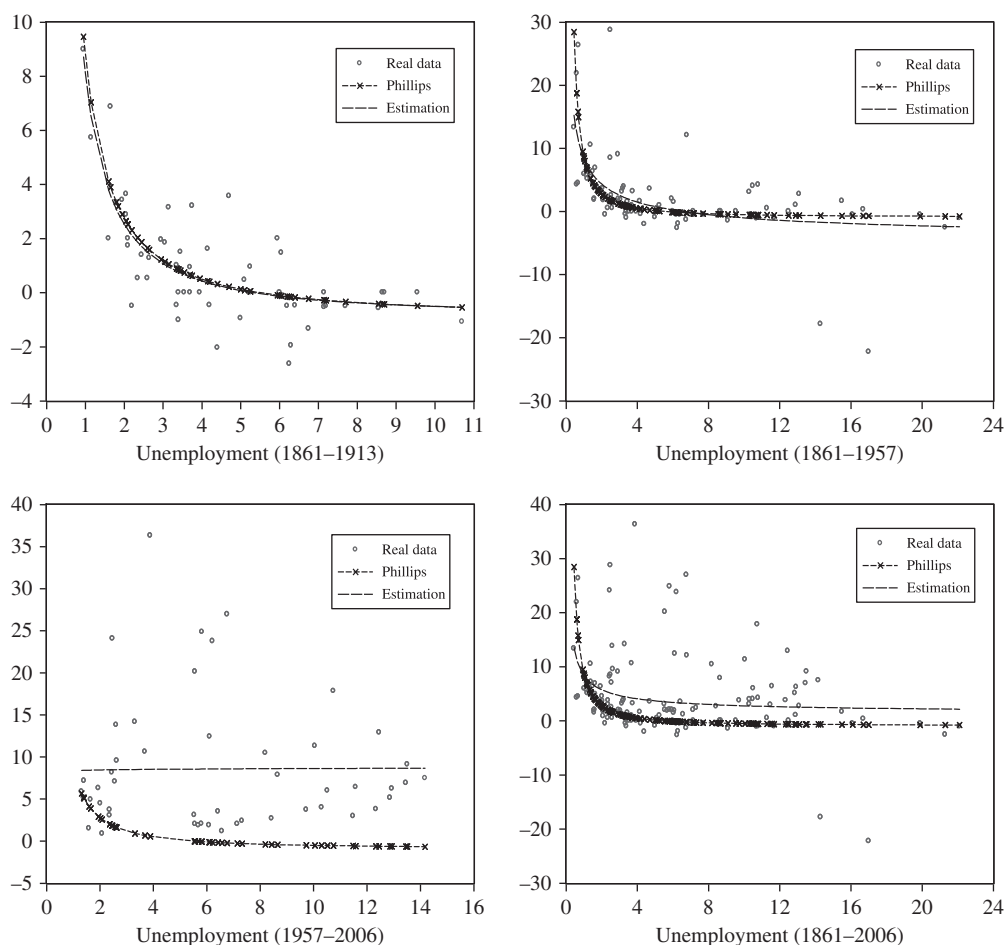 10
8
6
4
2
0
−2
−4
0 1 2 3 4 5 6 7 8 9 10 11
Unemployment (1861–1913)
Real data
Phillips
Estimation
30
20
10
0
−10
−20
−30
0 4 8 12 16 20 24
Unemployment (1861–1957)
Real data
Phillips
Estimation
40
35
30
25
20
15
10
5
0
−5
0 2 4 6 8 10 12 14 16
Unemployment (1957–2006)
Real data
Phillips
Estimation
40
30
20
10
0
−10
−20
−30
0 4 8 12 16 20 24
Unemployment (1861–2006)
Real data
Phillips
Estimation